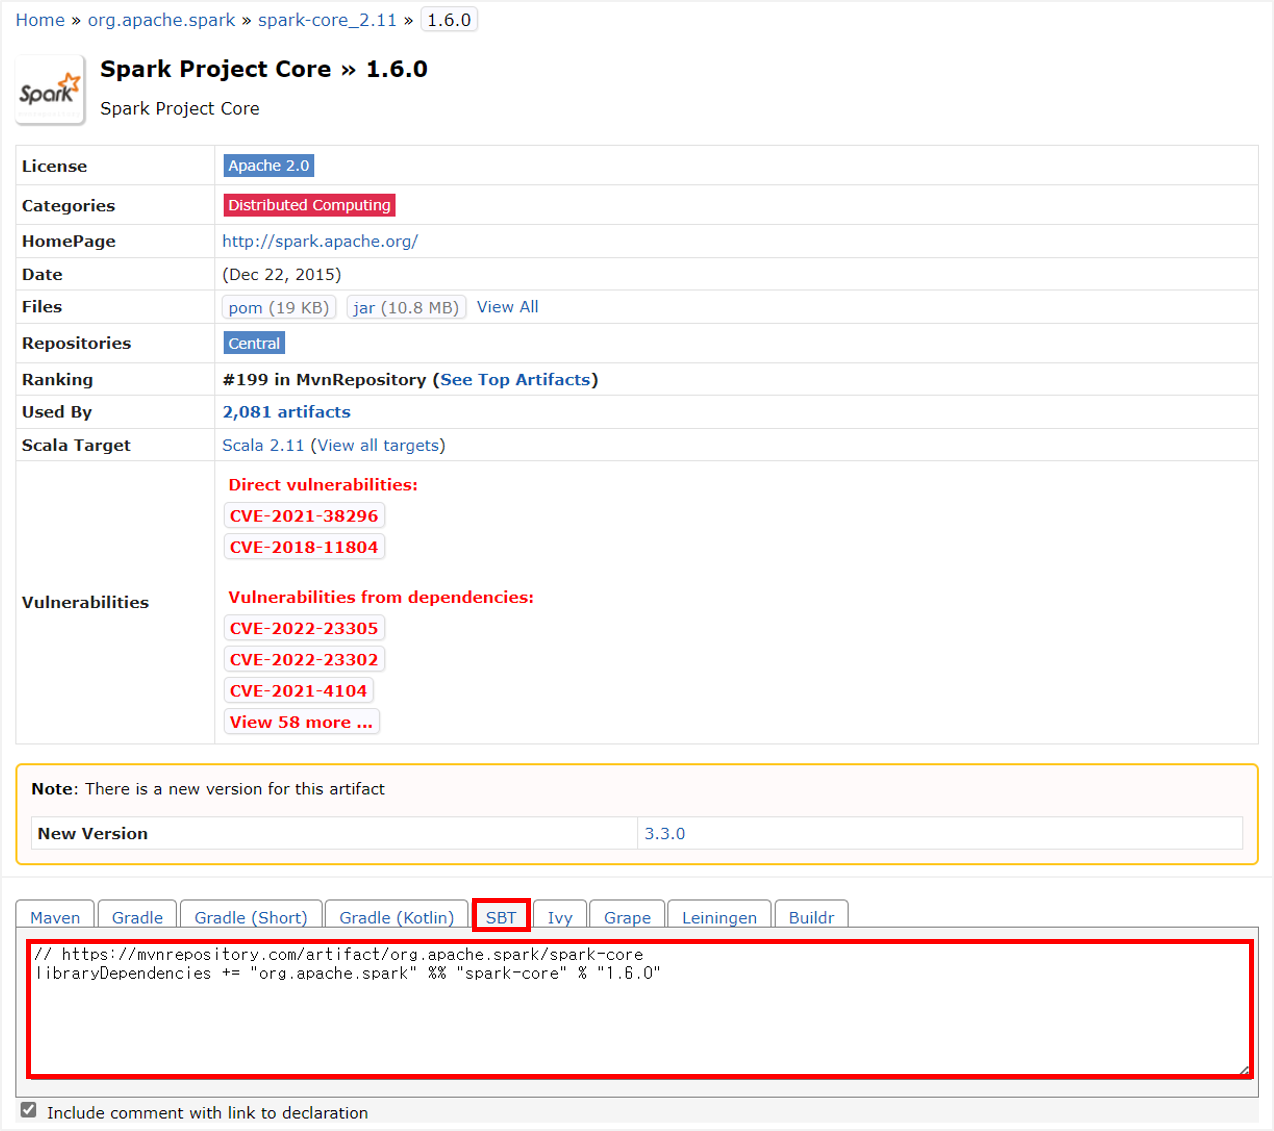 Home » org.apache.spark » spark-core_2.11 » 1.6.0
Spark
Spark Project Core » 1.6.0
Spark Project Core
License Apache 2.0
Categories Distributed Computing
HomePage http://spark.apache.org/
Date (Dec 22, 2015)
Files pom (19 KB) jar (10.8 MB) View All
Repositories Central
Ranking #199 in MvnRepository (See Top Artifacts)
Used By 2,081 artifacts
Scala Target Scala 2.11 (View all targets)
Vulnerabilities
Direct vulnerabilities:
CVE-2021-38296
CVE-2018-11804
Vulnerabilities from dependencies:
CVE-2022-23305
CVE-2022-23302
CVE-2021-4104
View 58 more ...
Note: There is a new version for this artifact
New Version 3.3.0
Maven Gradle Gradle (Short) Gradle (Kotlin) SBT Ivy Grape Leiningen Buildr
// https://mvnrepository.com/artifact/org.apache.spark/spark-core
libraryDependencies += "org.apache.spark" %% "spark-core" % "1.6.0"
Include comment with link to declaration